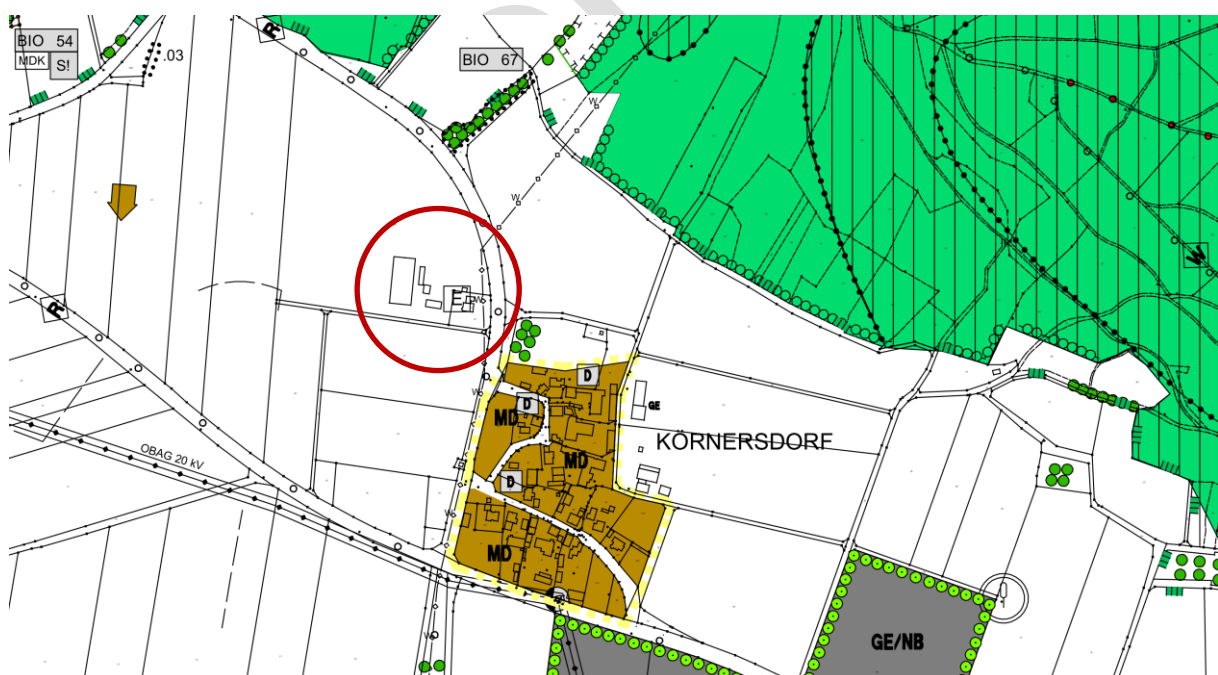 R
BIO 54
MDK S!
.03
BIO 67
W
W
E
W
R
W
W
D
GE
MD
D
KÖRNERSDORF
MD
OBAG 20 kV
D
W
MD
GE/NB
W